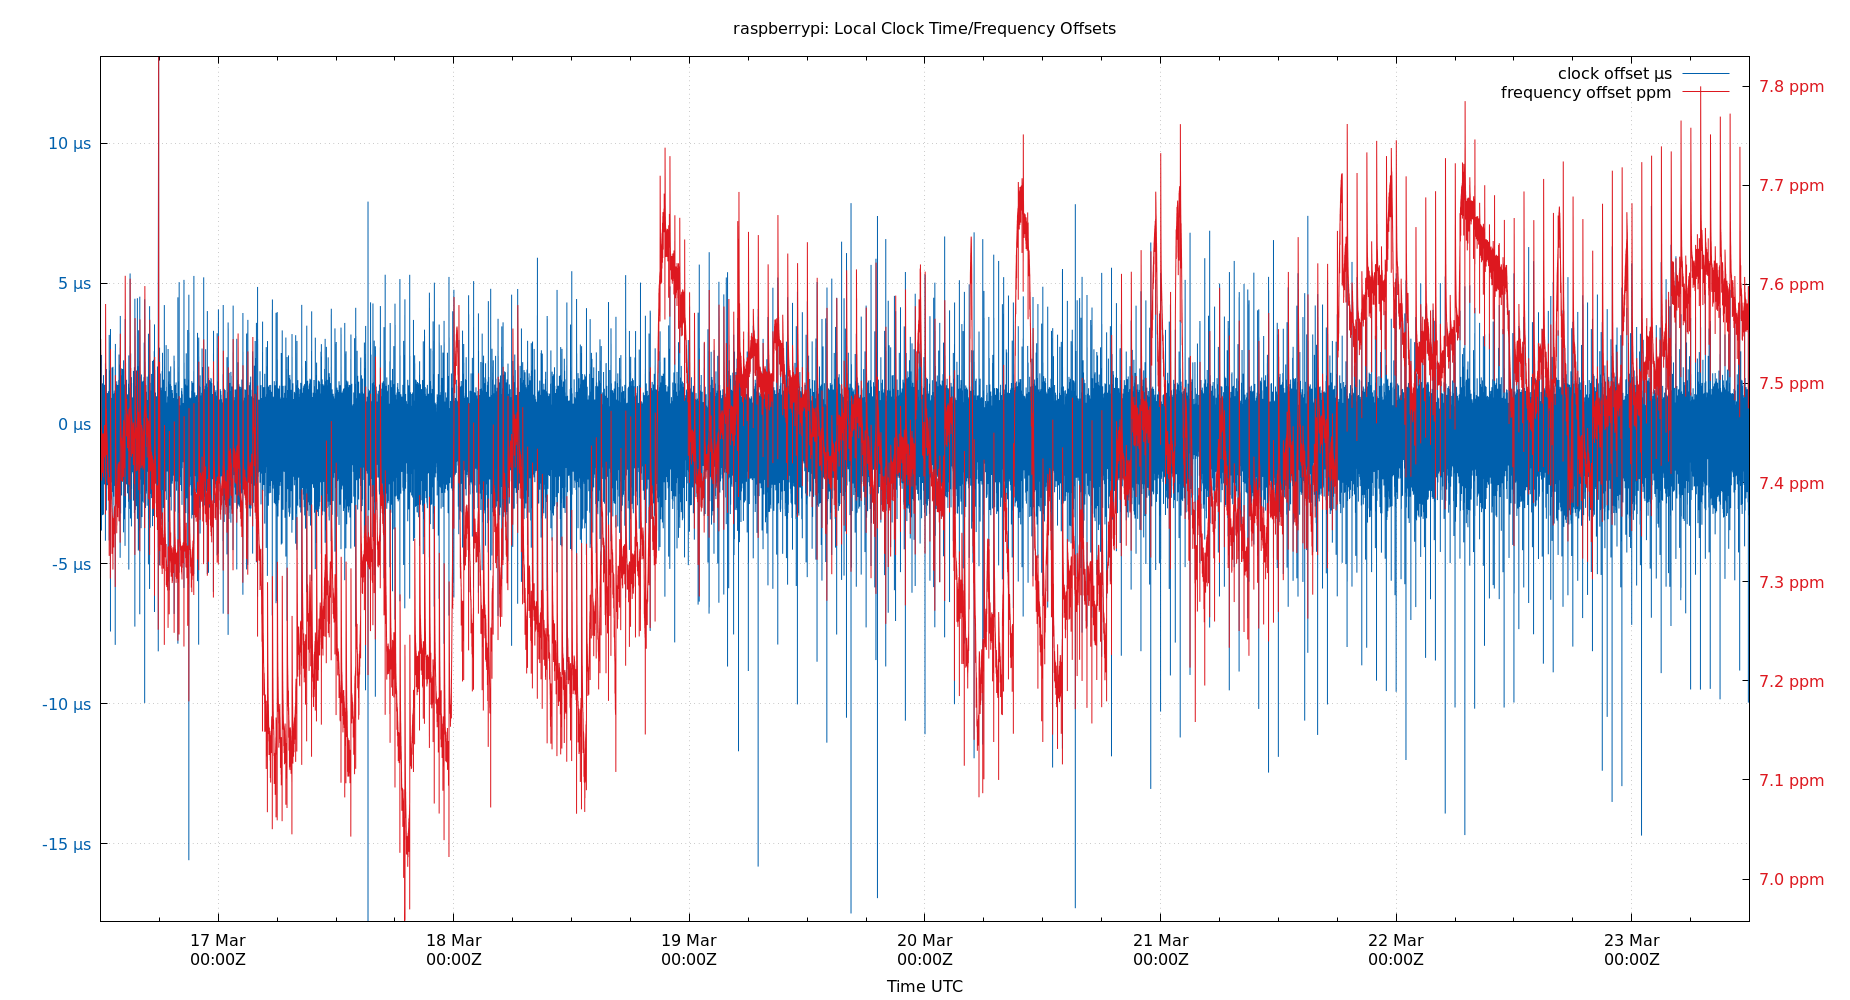 raspberrypi: Local Clock Time/Frequency Offsets
clock offset µs
frequency offset ppm
10 µs
5 µs
0 µs
-5 µs
-10 µs
-15 µs
7.8 ppm
7.7 ppm
7.6 ppm
7.5 ppm
7.4 ppm
7.3 ppm
7.2 ppm
7.1 ppm
7.0 ppm
17 Mar
00:00Z
18 Mar
00:00Z
19 Mar
00:00Z
20 Mar
00:00Z
21 Mar
00:00Z
22 Mar
00:00Z
23 Mar
00:00Z
Time UTC